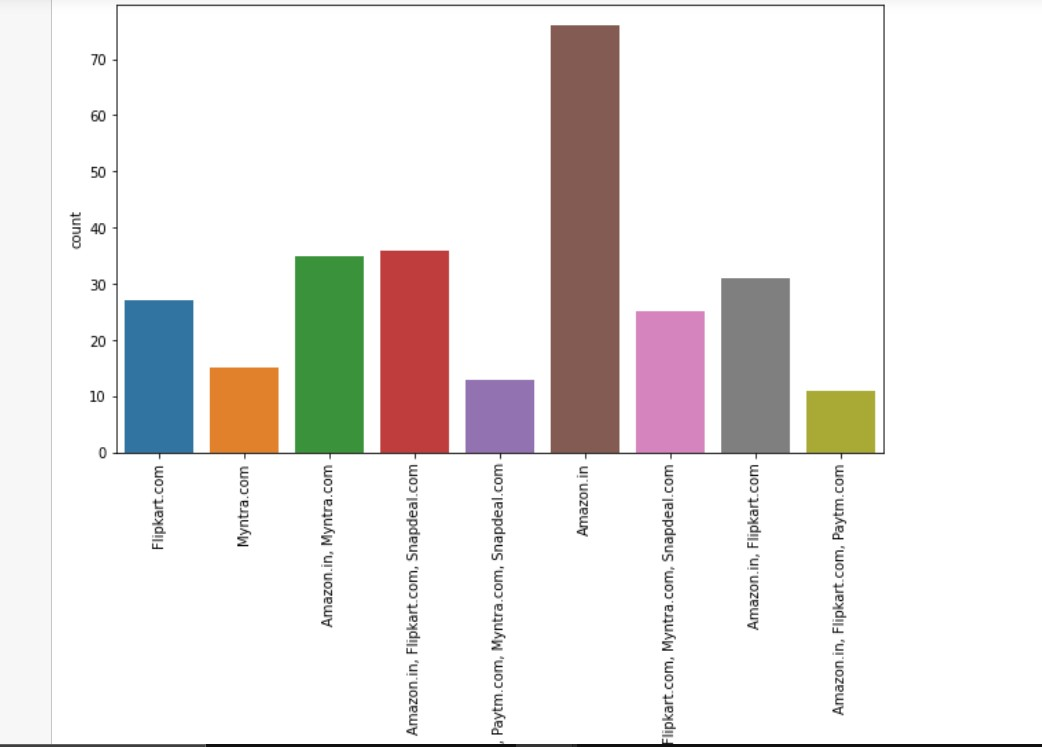 70
60
50
40
30
20
10
0
count
Flipkart.com
Myntra.com
Amazon.in, Myntra.com
Amazon.in, Flipkart.com, Snapdeal.com
, Paytm.com, Myntra.com, Snapdeal.com
Amazon.in
Flipkart.com, Myntra.com, Snapdeal.com
Amazon.in, Flipkart.com
Amazon.in, Flipkart.com, Paytm.com